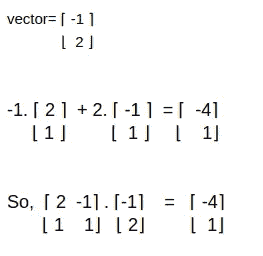 vector= ⌈ -1 ⌉
⌊ 2 ⌋
-1. ⌈ 2 ⌉ + 2. ⌈ -1 ⌉ = ⌈ -4⌉
⌊ 1 ⌋ ⌊ 1 ⌋ ⌊ 1⌋
So, ⌈ 2 -1⌉ . ⌈-1⌉ = ⌈ -4⌉
⌊ 1 1⌋ ⌊ 2⌋ ⌊ 1⌋